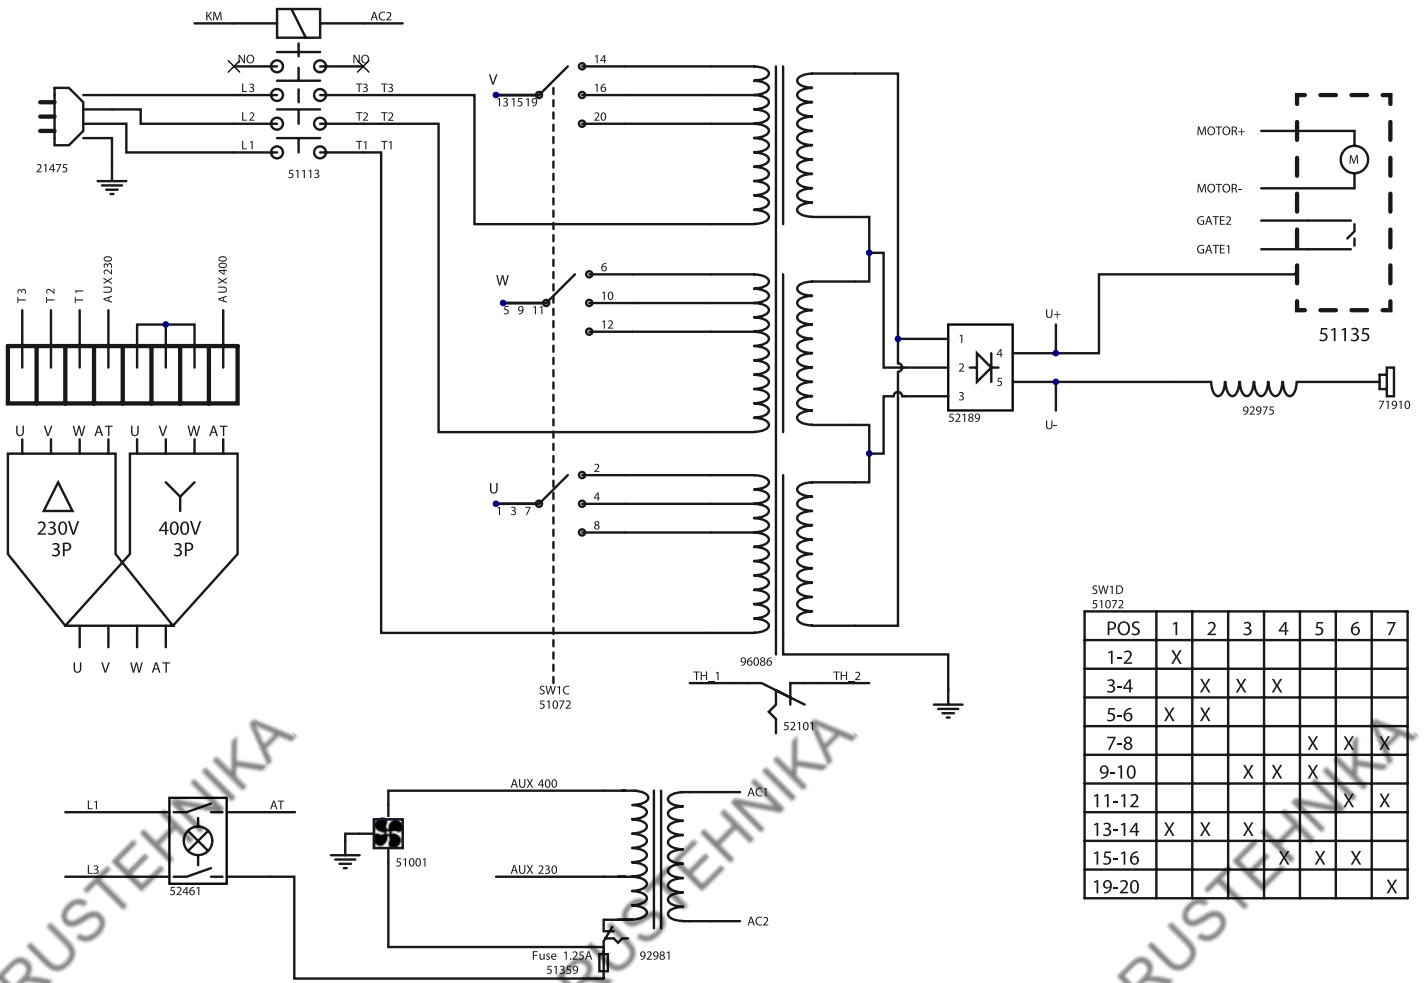 KM AC2
NO NO
L3 T3 T3
L2 T2 T2
L1 T1 T1
21475
51113
V
13 15 19
14
16
20
W
5 9 11
6
10
12
U
1 3 7
2
4
8
SW1C
51072
96086
TH_1 TH_2
52101
1
2
3
4
5
52189
U+
U-
MOTOR+
MOTOR-
GATE2
GATE1
M
51135
92975
71910
T3 T2 T1 AUX 230 AUX 400
U V W AT U V W AT
230V
3P
400V
3P
U V W AT
L1 AT
L3
52461
51001
AUX 400
AUX 230
AC1
AC2
Fuse 1.25A
51359
92981
SW1D
51072
POS 1 2 3 4 5 6 7
1-2 X
3-4 X X X
5-6 X X
7-8 X X X
9-10 X X X
11-12 X X
13-14 X X X
15-16 X X X
19-20 X
RUSTEHNIKA
RUSTEHNIKA
RUSTEHNIKA